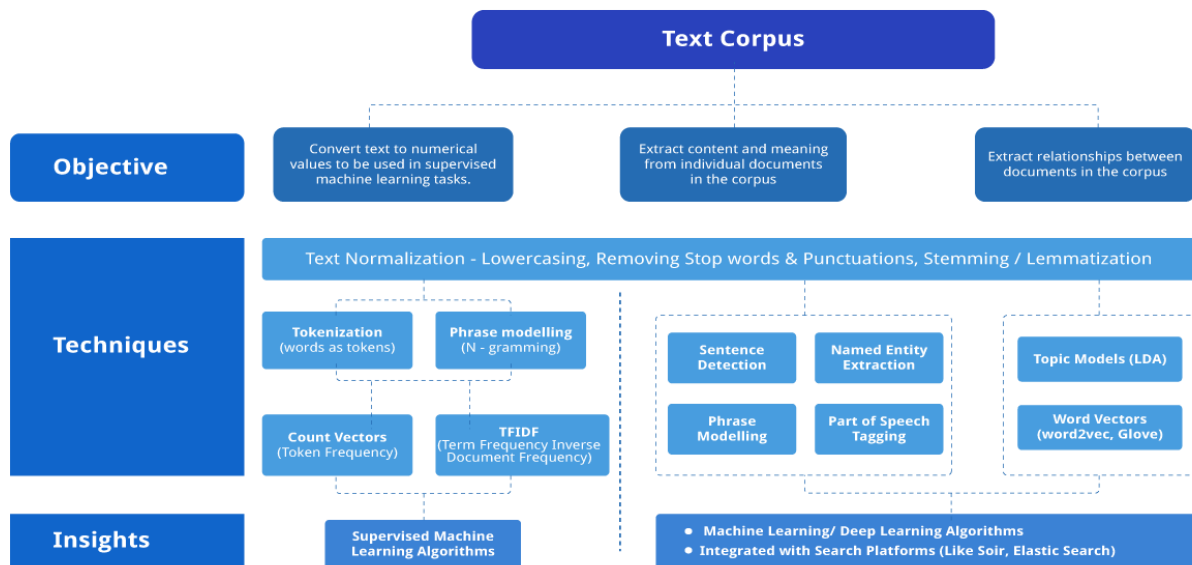 Text Corpus
Objective
Convert text to numerical
values to be used in supervised
machine learning tasks.
Extract content and meaning
from individual documents
in the corpus
Extract relationships between
documents in the corpus
Techniques
Text Normalization - Lowercasing, Removing Stop words & Punctuations, Stemming / Lemmatization
Tokenization
(words as tokens)
Phrase modelling
(N - gramming)
Sentence
Detection
Named Entity
Extraction
Topic Models (LDA)
Count Vectors
(Token Frequency)
TFIDF
(Term Frequency Inverse
Document Frequency)
Phrase
Modelling
Part of Speech
Tagging
Word Vectors
(word2vec, Glove)
Insights
Supervised Machine
Learning Algorithms
• Machine Learning/ Deep Learning Algorithms
• Integrated with Search Platforms (Like Soir, Elastic Search)